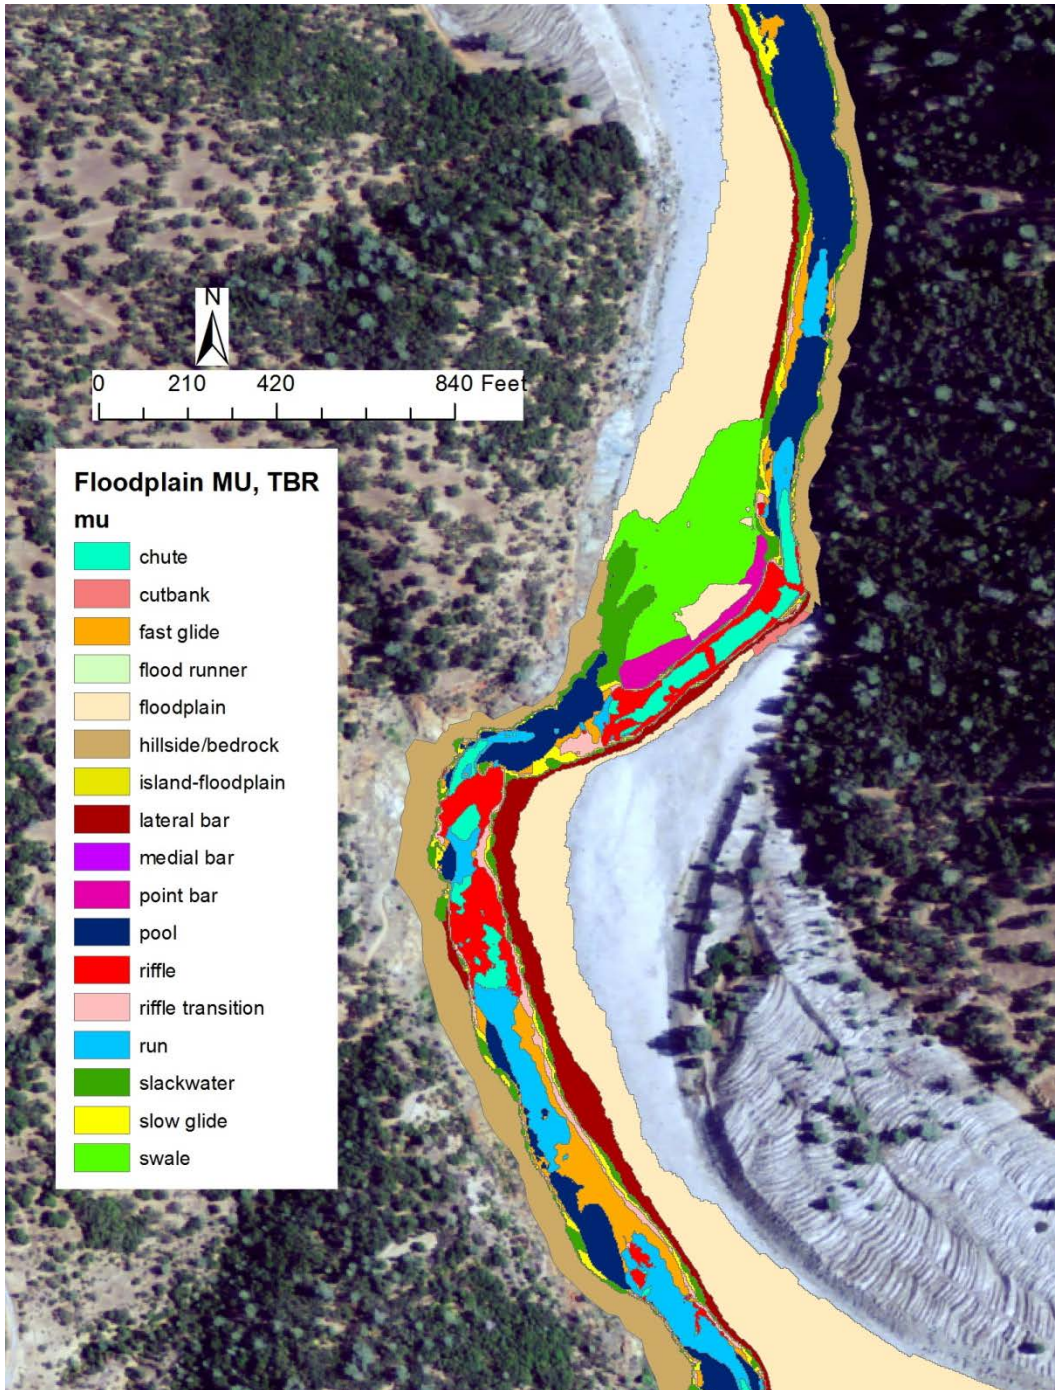 N
0 210 420 840 Feet
Floodplain MU, TBR
mu
chute
cutbank
fast glide
flood runner
floodplain
hillside/bedrock
island-floodplain
lateral bar
medial bar
point bar
pool
riffle
riffle transition
run
slackwater
slow glide
swale